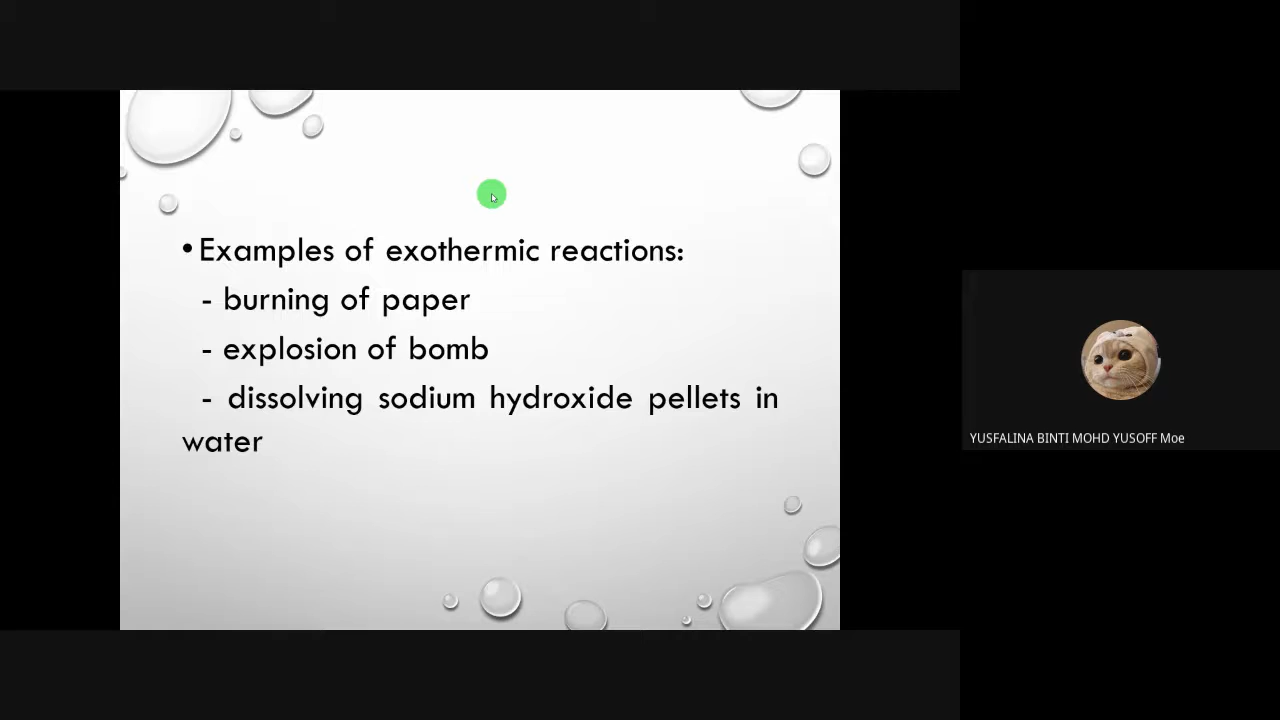 • Examples of exothermic reactions:
- burning of paper
- explosion of bomb
- dissolving sodium hydroxide pellets in
water
YUSFALINA BINTI MOHD YUSOFF Moe